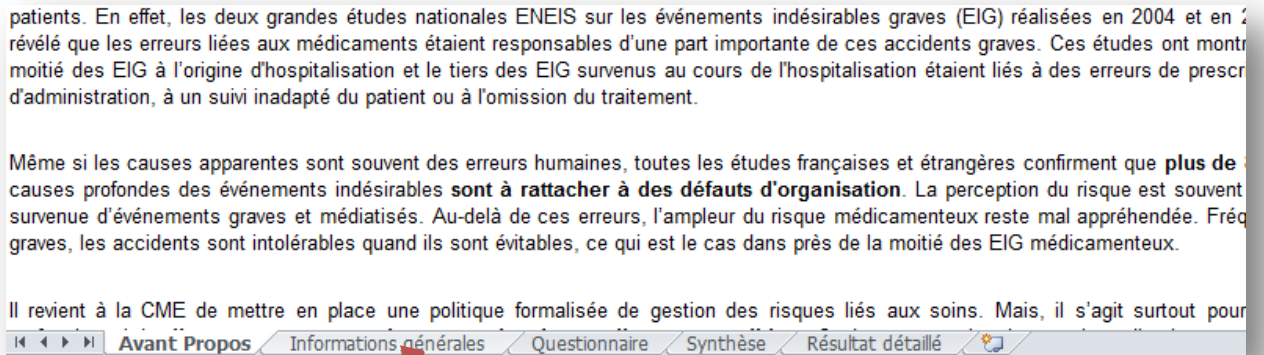 patients. En effet, les deux grandes études nationales ENEIS sur les événements indésirables graves (EIG) réalisées en 2004 et en
révélé que les erreurs liées aux médicaments étaient responsables d'une part importante de ces accidents graves. Ces études ont montr
moitié des EIG à l'origine d'hospitalisation et le tiers des EIG survenus au cours de l'hospitalisation étaient liés à des erreurs de prescri
d'administration, à un suivi inadapté du patient ou à l'omission du traitement.
Même si les causes apparentes sont souvent des erreurs humaines, toutes les études françaises et étrangères confirment que plus de
causes profondes des événements indésirables sont à rattacher à des défauts d'organisation. La perception du risque est souvent
survenue d'événements graves et médiatisés. Au-delà de ces erreurs, l'ampleur du risque médicamenteux reste mal appréhendée. Fréq
graves, les accidents sont intolérables quand ils sont évitables, ce qui est le cas dans près de la moitié des EIG médicamenteux.
Il revient à la CME de mettre en place une politique formalisée de gestion des risques liés aux soins. Mais, il s'agit surtout pour
Avant Propos Informations générales Questionnaire Synthèse Résultat détaillé